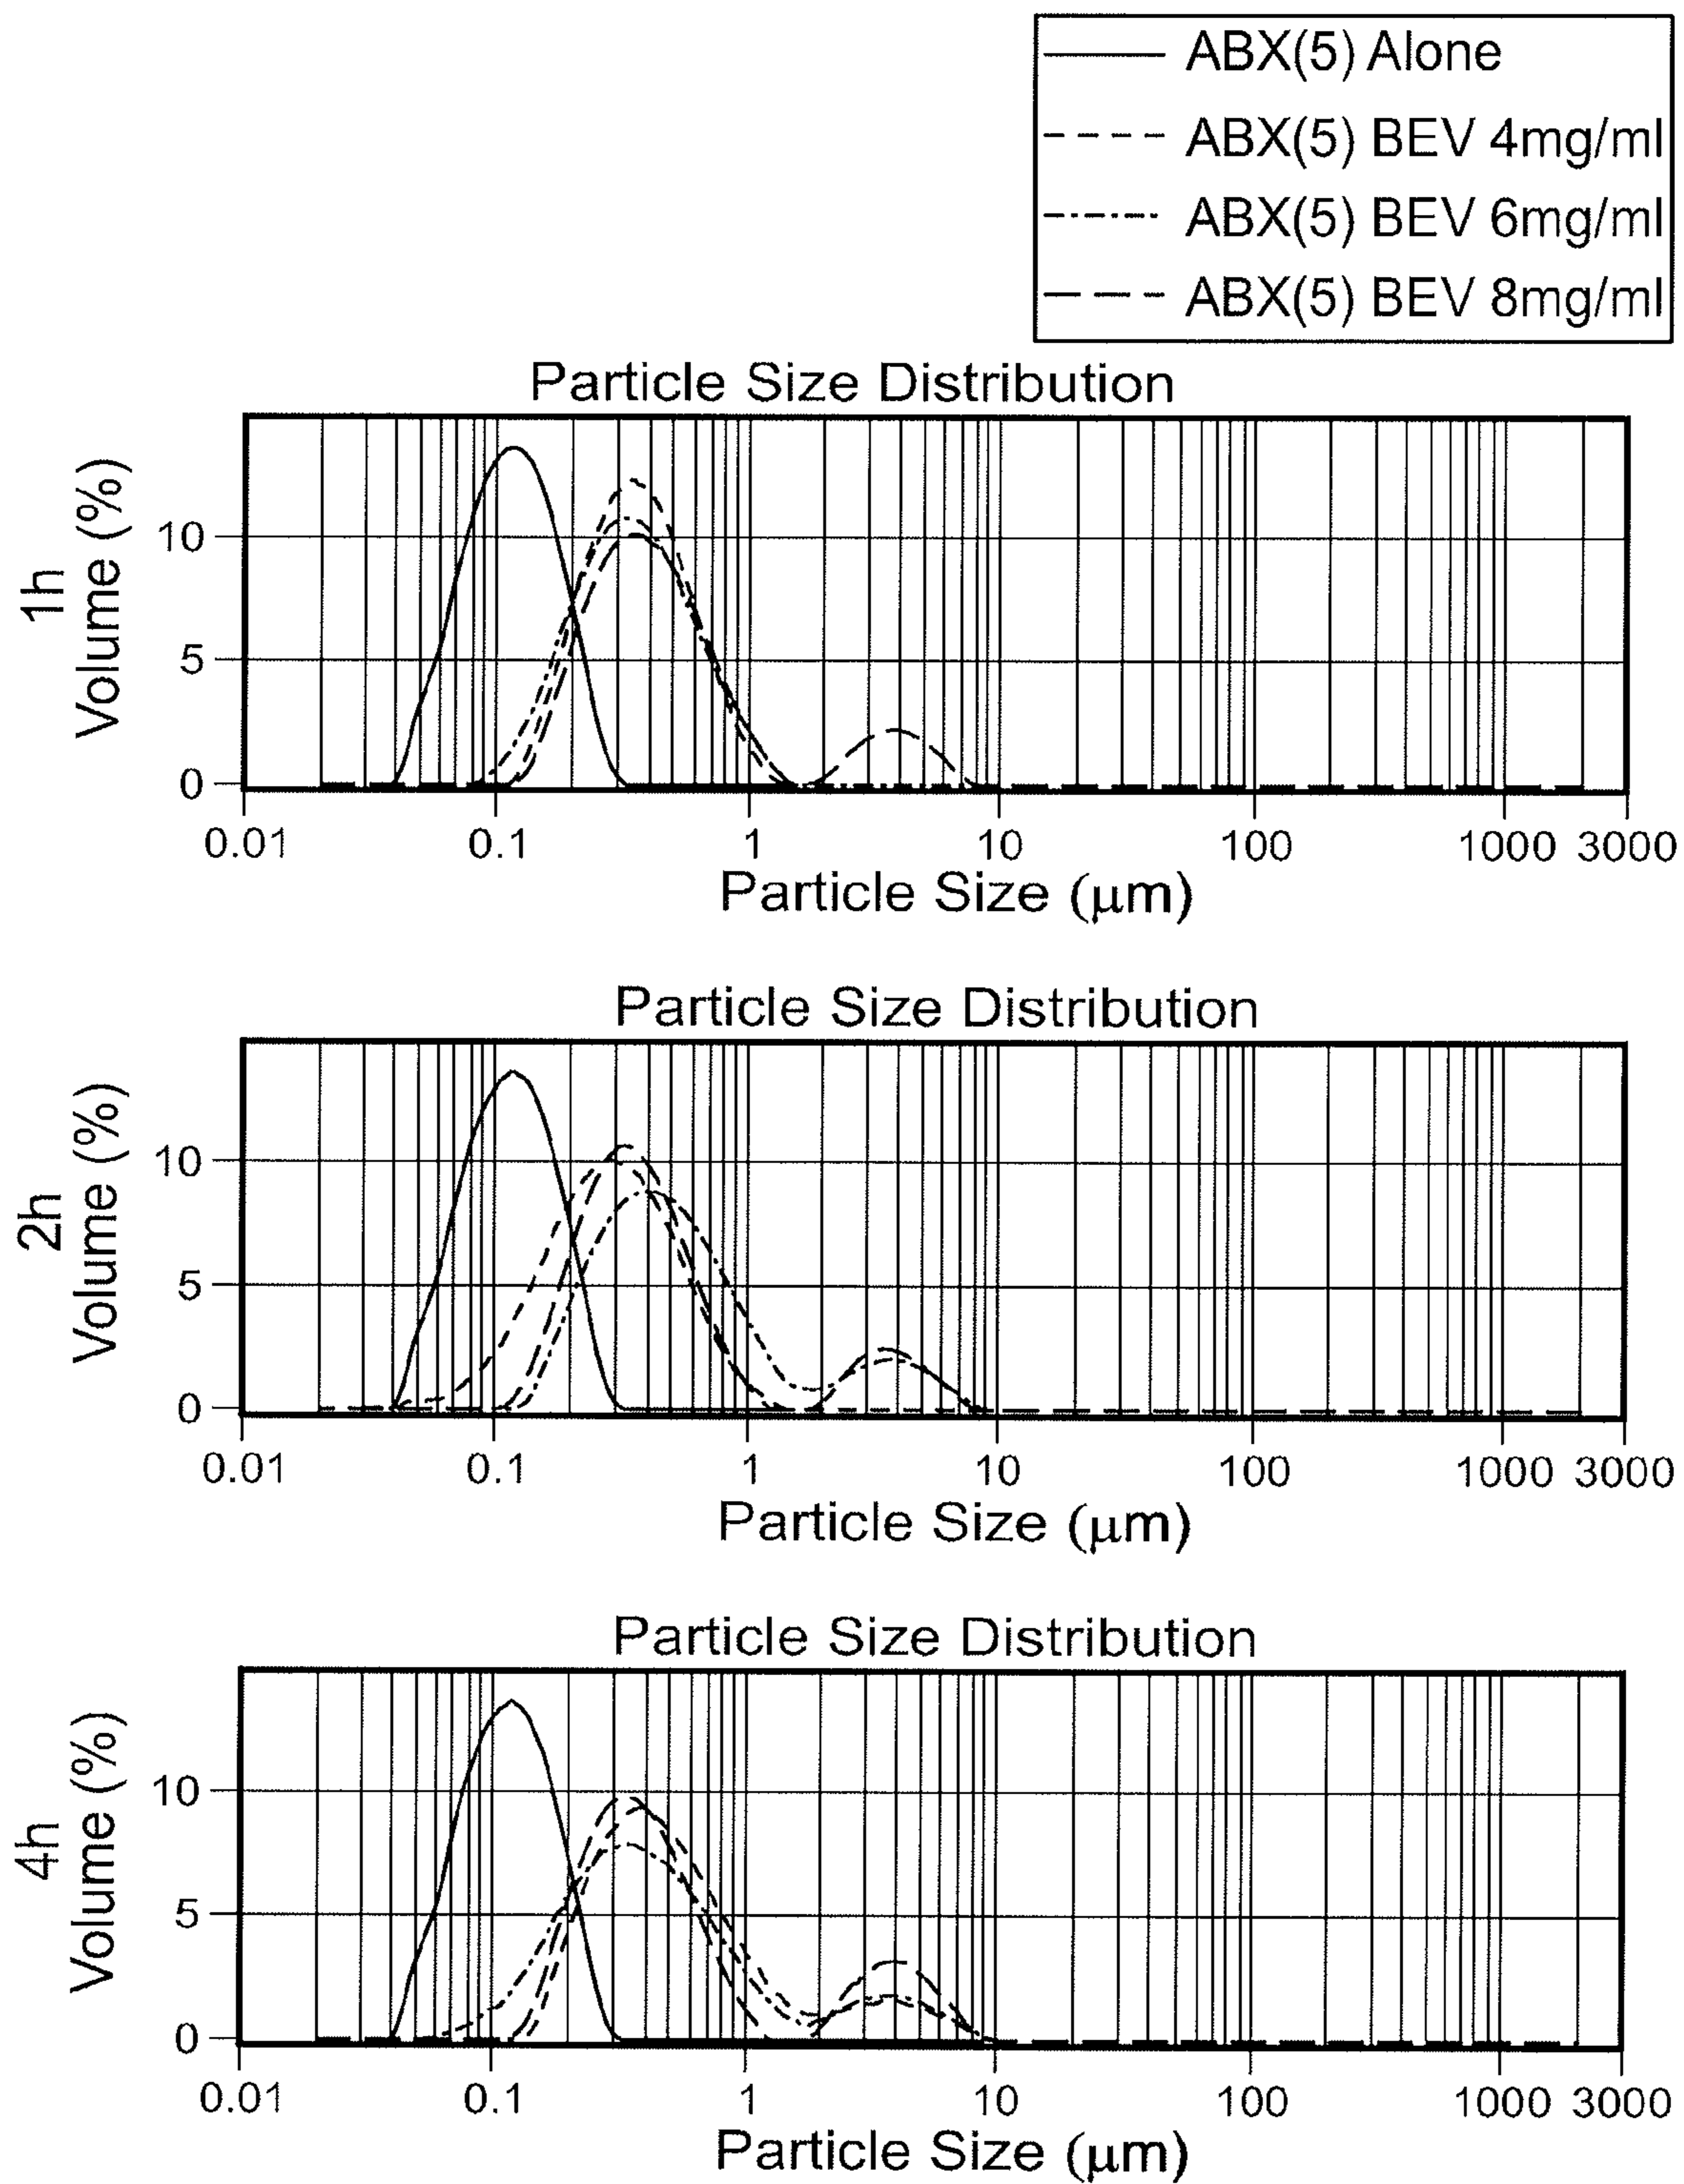 ABX(5) Alone
ABX(5) BEV 4mg/ml
ABX(5) BEV 6mg/ml
ABX(5) BEV 8mg/ml
Particle Size Distribution
1h
Volume (%)
10
5
0
0.01 0.1 1 10 100 1000 3000
Particle Size (μm)
Particle Size Distribution
2h
Volume (%)
10
5
0
0.01 0.1 1 10 100 1000 3000
Particle Size (μm)
Particle Size Distribution
4h
Volume (%)
10
5
0
0.01 0.1 1 10 100 1000 3000
Particle Size (μm)